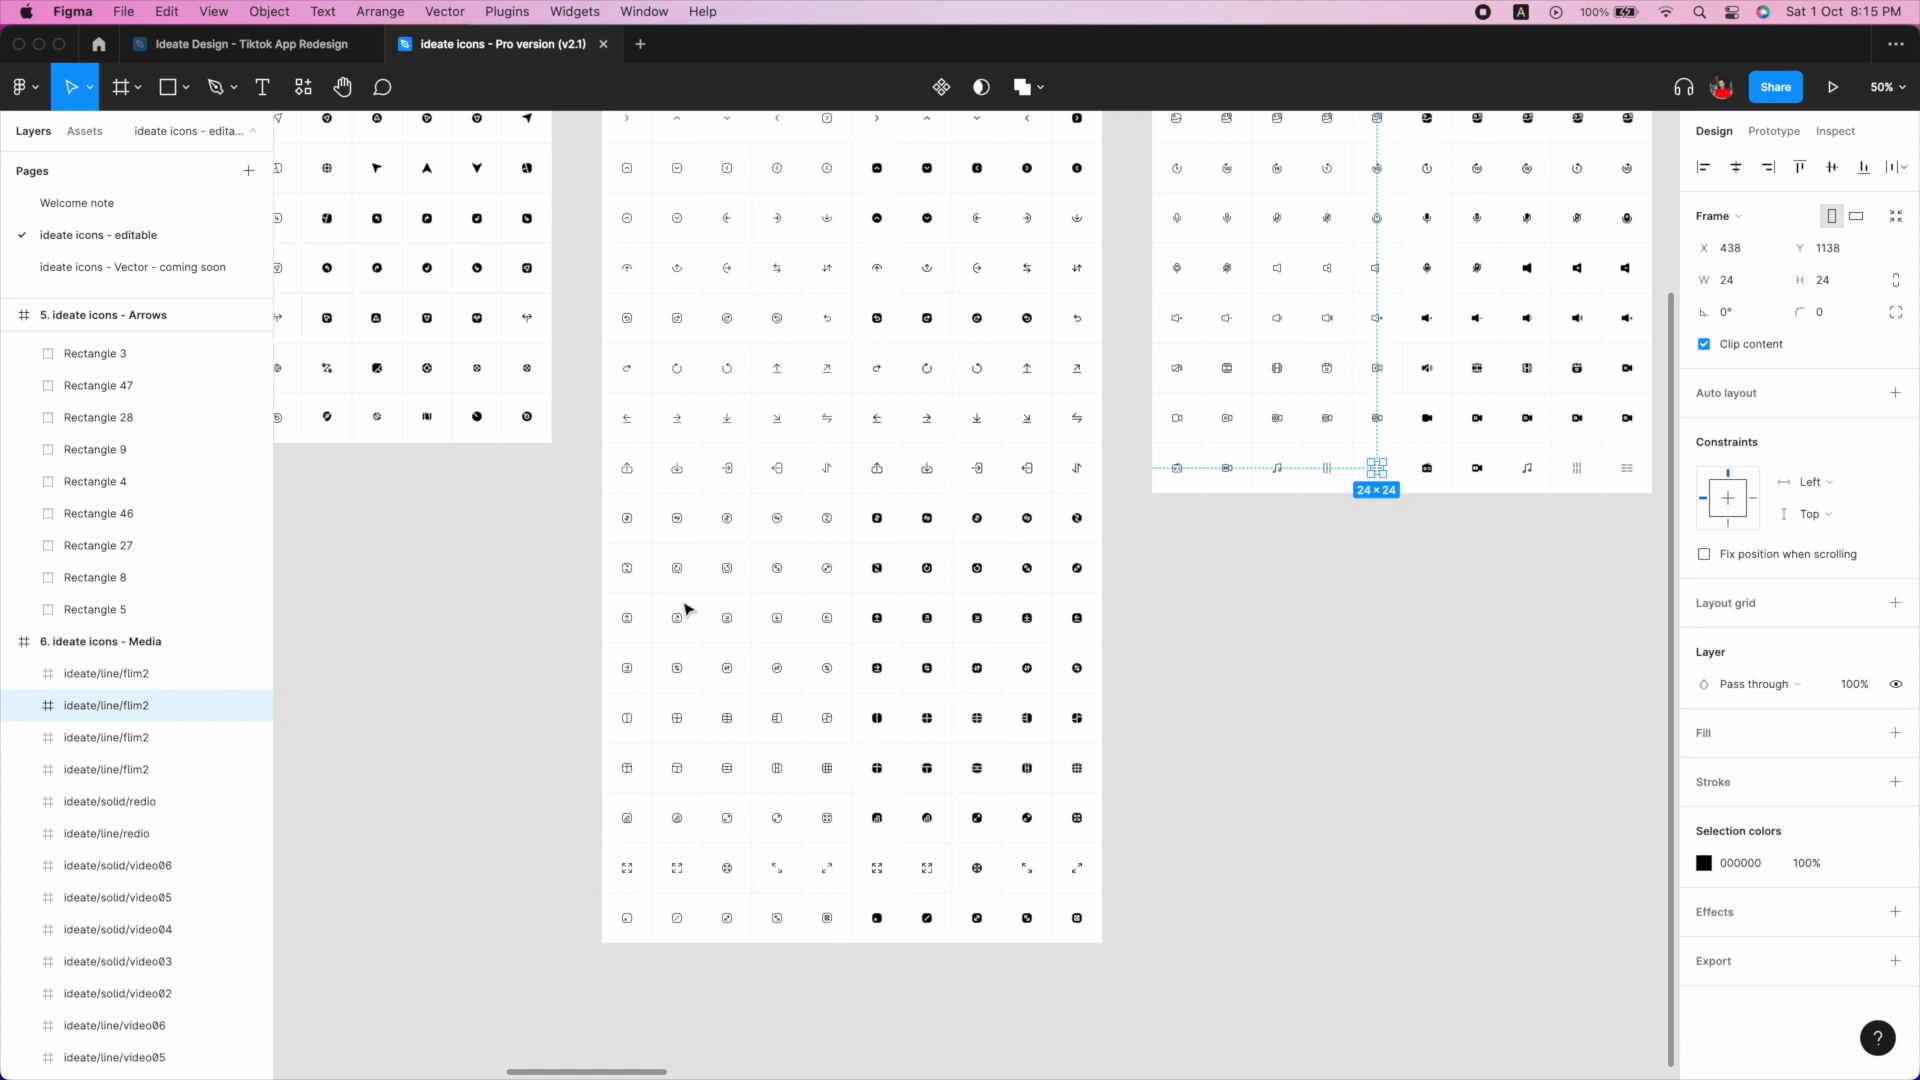 Figma File Edit View Object Text Arrange Vector Plugins Widgets Window Help A 100% Sat 1 Oct 8:15 PM
Ideate Design - Tiktok App Redesign
ideate icons - Pro version (v2.1)
Share 50%
Layers Assets ideate icons - edita...
Pages
Welcome note
ideate icons - editable
ideate icons - Vector - coming soon
5. ideate icons - Arrows
Rectangle 3
Rectangle 47
Rectangle 28
Rectangle 9
Rectangle 4
Rectangle 46
Rectangle 27
Rectangle 8
Rectangle 5
6. ideate icons - Media
ideate/line/flim2
ideate/line/flim2
ideate/line/flim2
ideate/line/flim2
ideate/solid/redio
ideate/line/redio
ideate/solid/video06
ideate/solid/video05
ideate/solid/video04
ideate/solid/video03
ideate/solid/video02
ideate/line/video06
ideate/line/video05
24 × 24
Design Prototype Inspect
Frame
X 438 Y 1138
W 24 H 24
0° 0
Clip content
Auto layout
Constraints
Left
Top
Fix position when scrolling
Layout grid
Layer
Pass through 100%
Fill
Stroke
Selection colors
000000 100%
Effects
Export
?